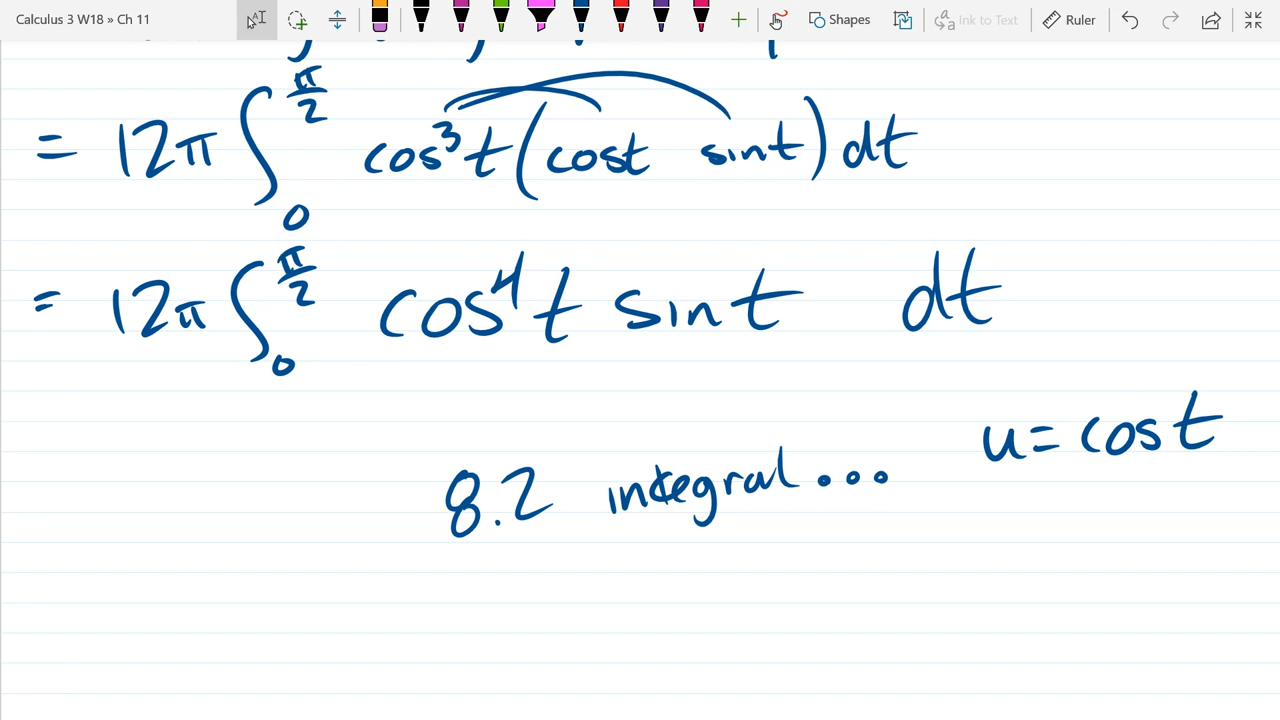 Calculus 3 W18 » Ch 11
Shapes
Ink to Text
Ruler
= 12π ∫₀^{π/2} cos³t (cost sint) dt
= 12π ∫₀^{π/2} cos⁴t sint dt
u = cos t
8.2 integral...